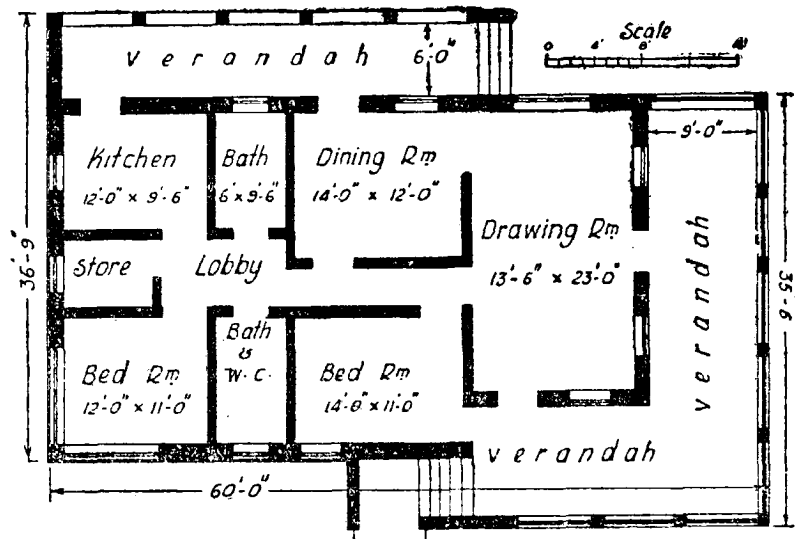 Scale
0 4' 8'
verandah
6'-0"
9'-0"
Kitchen
12'-0" x 9'-6"
Bath
6' x 9'-6"
Dining Rm
14'-0" x 12'-0"
Drawing Rm
13'-6" x 23'-0"
verandah
36'-9"
35'-6
Store
Lobby
Bed Rm
12'-0" x 11'-0"
Bath
&
W.C.
Bed Rm
14'-0" x 11'-0"
verandah
60'-0"